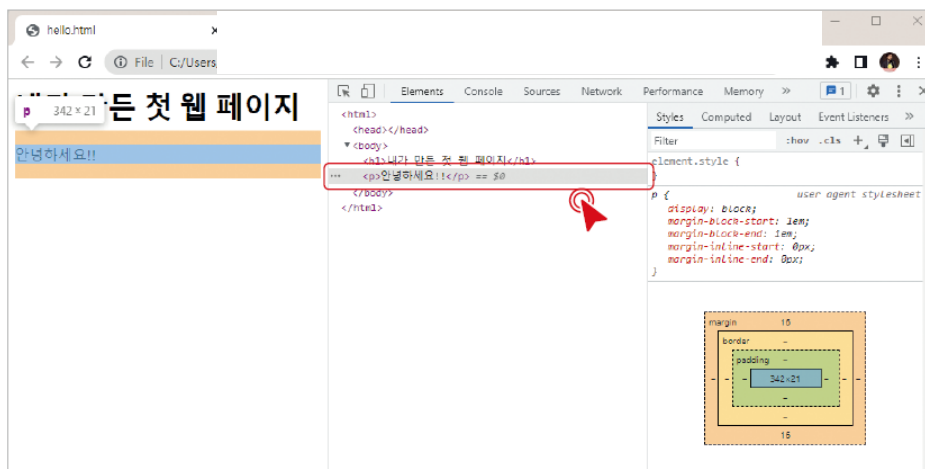 hello.html
File C:/Users
만든 첫 웹 페이지
p 342×21
안녕하세요!!
Elements Console Sources Network Performance Memory 1
<html>
<head></head>
▼<body>
<h1>내가 만든 첫 웹 페이지</h1>
… <p>안녕하세요!!</p> == $0
</body>
</html>
Styles Computed Layout Event Listeners
Filter :hov .cls
element.style {
}
p { user agent stylesheet
display: block;
margin-block-start: 1em;
margin-block-end: 1em;
margin-inline-start: 0px;
margin-inline-end: 0px;
}
margin 16
border –
padding –
– – – 342×21 – – –
–
–
16